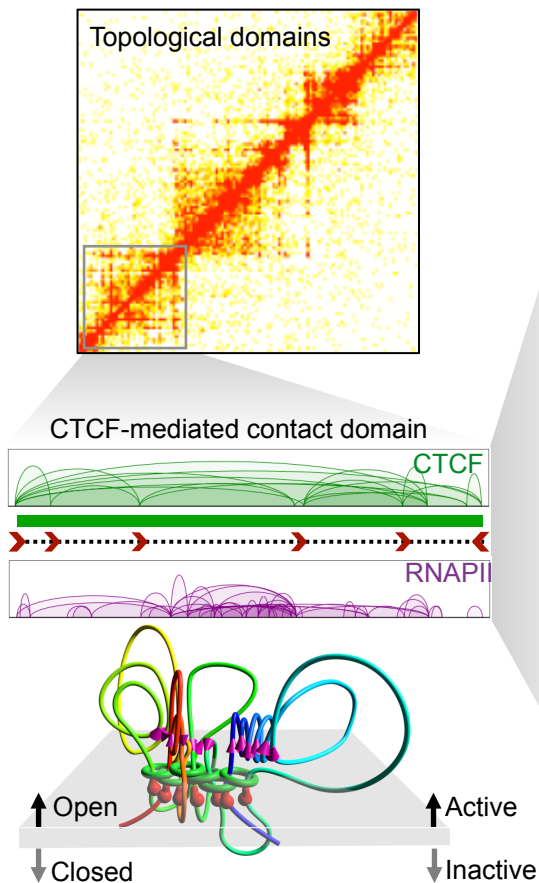 Topological domains
CTCF-mediated contact domain
CTCF
RNAPII
Open
Active
Closed
Inactive